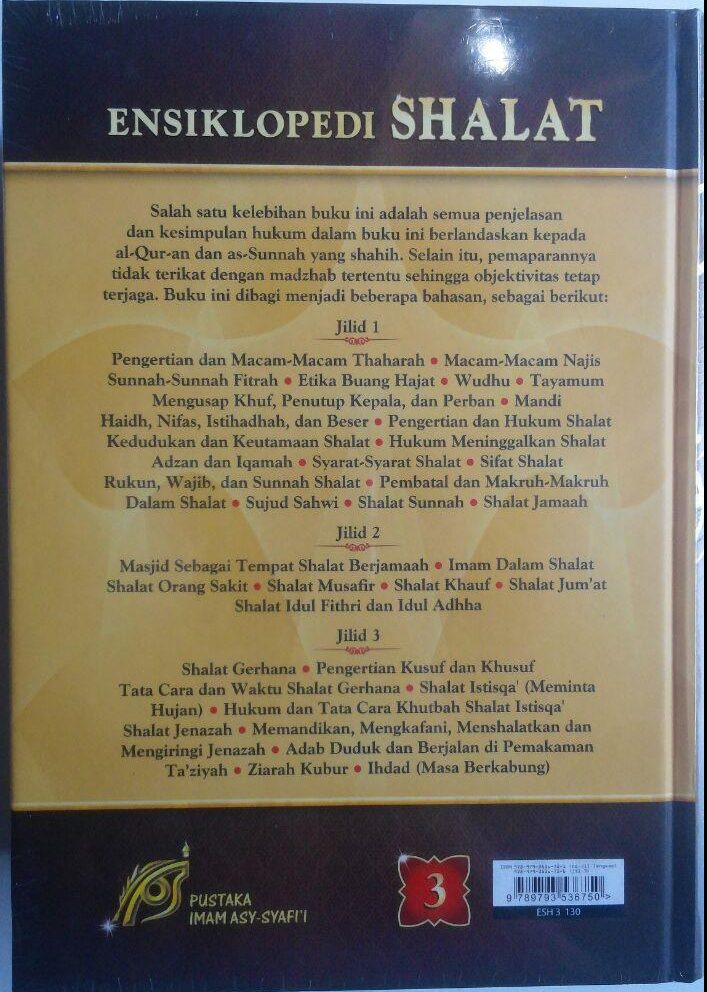 ENSIKLOPEDI SHALAT
Salah satu kelebihan buku ini adalah semua penjelasan
dan kesimpulan hukum dalam buku ini berlandaskan kepada
al-Qur-an dan as-Sunnah yang shahih. Selain itu, pemaparannya
tidak terikat dengan madzhab tertentu sehingga objektivitas tetap
terjaga. Buku ini dibagi menjadi beberapa bahasan, sebagai berikut:
Jilid 1
Pengertian dan Macam-Macam Thaharah • Macam-Macam Najis
Sunnah-Sunnah Fitrah • Etika Buang Hajat • Wudhu • Tayamum
Mengusap Khuf, Penutup Kepala, dan Perban • Mandi
Haidh, Nifas, Istihadhah, dan Beser • Pengertian dan Hukum Shalat
Kedudukan dan Keutamaan Shalat • Hukum Meninggalkan Shalat
Adzan dan Iqamah • Syarat-Syarat Shalat • Sifat Shalat
Rukun, Wajib, dan Sunnah Shalat • Pembatal dan Makruh-Makruh
Dalam Shalat • Sujud Sahwi • Shalat Sunnah • Shalat Jamaah
Jilid 2
Masjid Sebagai Tempat Shalat Berjamaah • Imam Dalam Shalat
Shalat Orang Sakit • Shalat Musafir • Shalat Khauf • Shalat Jum'at
Shalat Idul Fithri dan Idul Adhha
Jilid 3
Shalat Gerhana • Pengertian Kusuf dan Khusuf
Tata Cara dan Waktu Shalat Gerhana • Shalat Istisqa' (Meminta
Hujan) • Hukum dan Tata Cara Khutbah Shalat Istisqa'
Shalat Jenazah • Memandikan, Mengkafani, Menshalatkan dan
Mengiringi Jenazah • Adab Duduk dan Berjalan di Pemakaman
Ta'ziyah • Ziarah Kubur • Ihdad (Masa Berkabung)
PUSTAKA
IMAM ASY-SYAFI'I
3
9 789793 536750 >
ESH 3 130